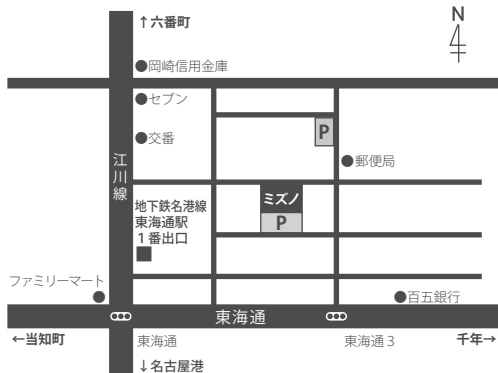 ↑六番町
N
●岡崎信用金庫
●セブン
P
●交番
●郵便局
江川線
ミズノ
地下鉄名港線
東海通駅
1番出口
P
ファミリーマート
●百五銀行
東海通
←当知町
東海通
東海通3
千年→
↓名古屋港